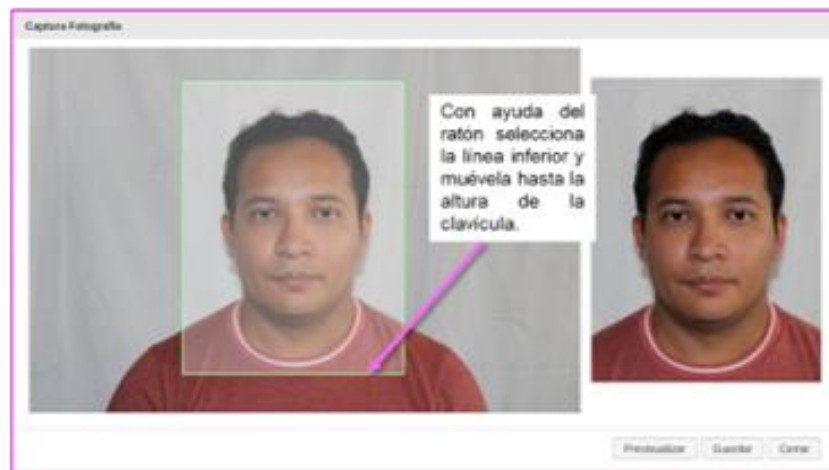 Captura Fotografía
Con ayuda del
ratón selecciona
la línea inferior y
muévela hasta la
altura de la
clavícula.
Previsualizar Guardar Cerrar